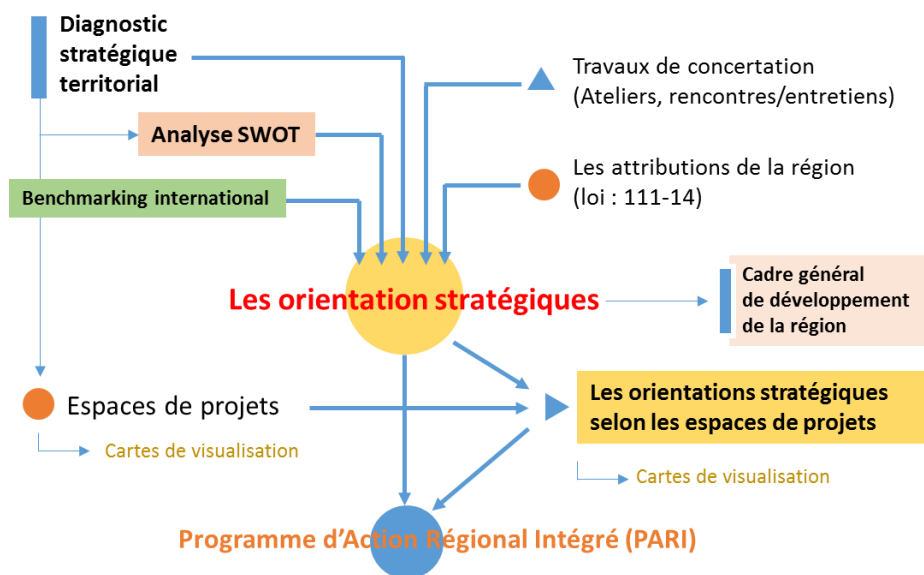 Diagnostic
stratégique
territorial
Travaux de concertation
(Ateliers, rencontres/entretiens)
Analyse SWOT
Les attributions de la région
(loi : 111-14)
Benchmarking international
Les orientation stratégiques
Cadre général
de développement
de la région
Espaces de projets
Les orientations stratégiques
selon les espaces de projets
Cartes de visualisation
Cartes de visualisation
Programme d’Action Régional Intégré (PARI)